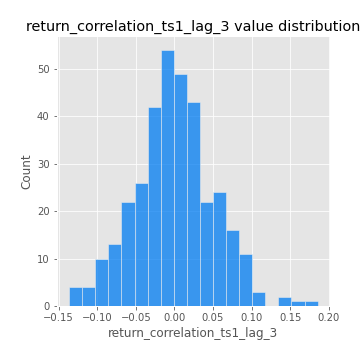 return_correlation_ts1_lag_3 value distribution
Count
50
40
30
20
10
0
−0.15 −0.10 −0.05 0.00 0.05 0.10 0.15 0.20
return_correlation_ts1_lag_3